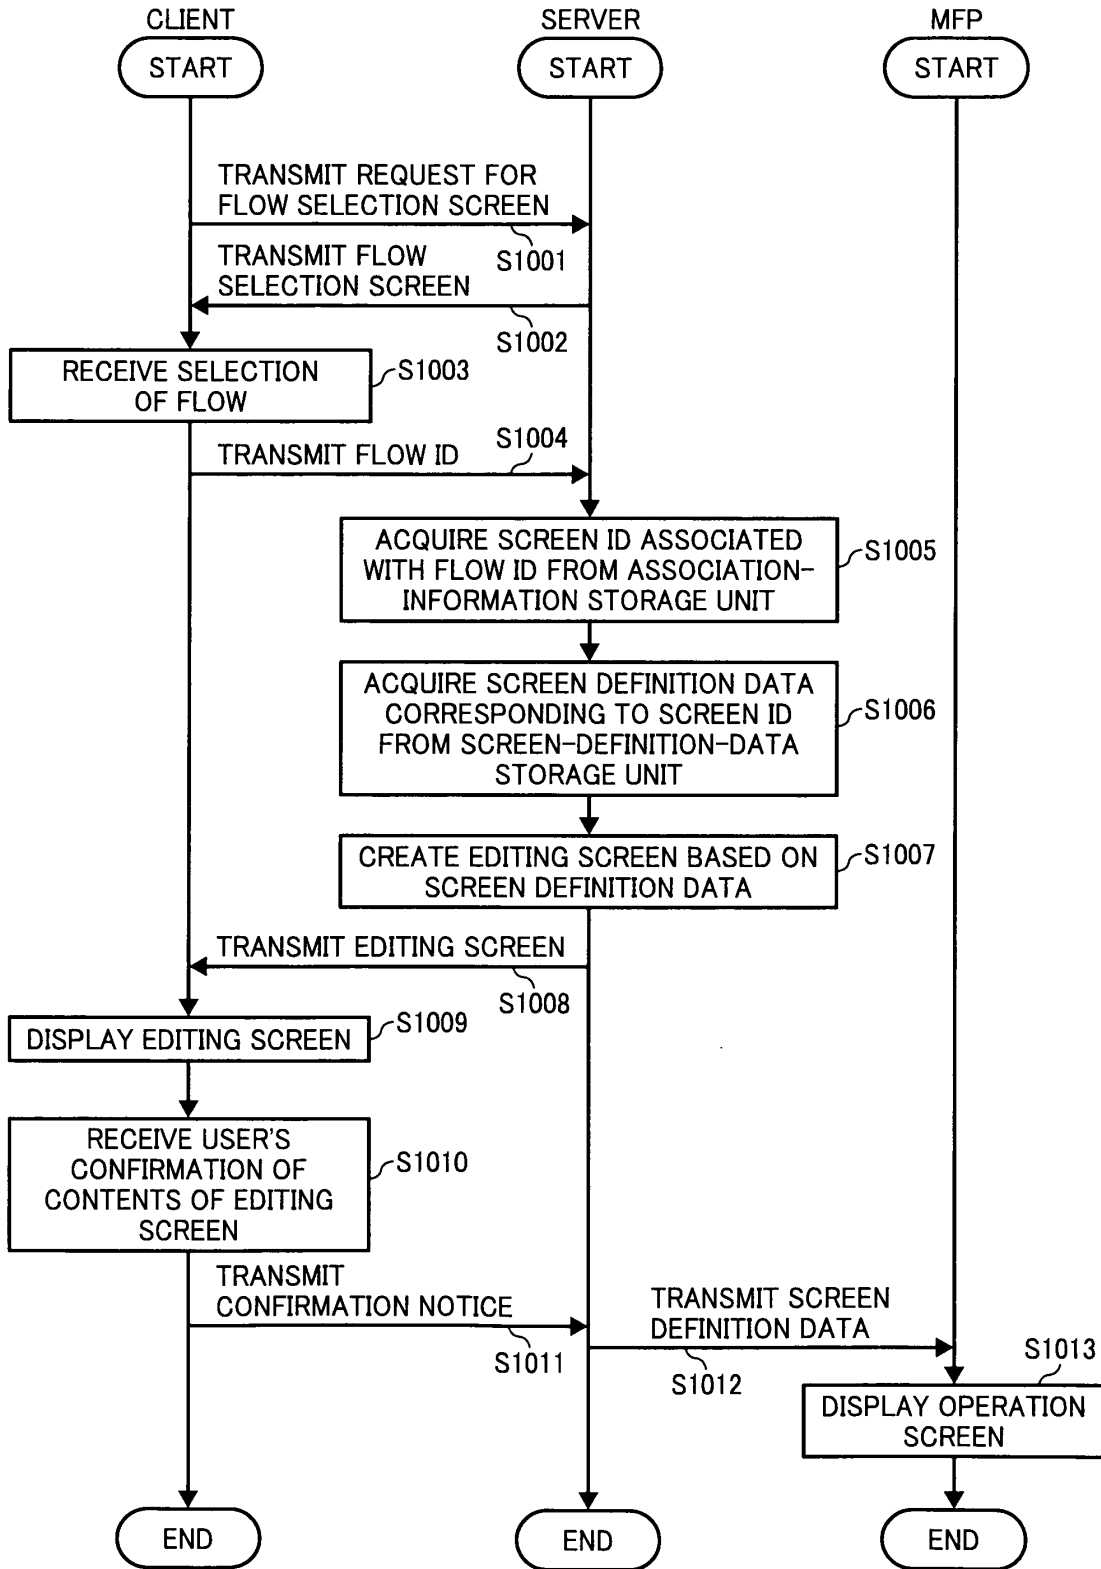 CLIENT
SERVER
MFP
START
START
START
TRANSMIT REQUEST FOR
FLOW SELECTION SCREEN
S1001
TRANSMIT FLOW
SELECTION SCREEN
S1002
RECEIVE SELECTION
OF FLOW
S1003
TRANSMIT FLOW ID
S1004
ACQUIRE SCREEN ID ASSOCIATED
WITH FLOW ID FROM ASSOCIATION-
INFORMATION STORAGE UNIT
S1005
ACQUIRE SCREEN DEFINITION DATA
CORRESPONDING TO SCREEN ID
FROM SCREEN-DEFINITION-DATA
STORAGE UNIT
S1006
CREATE EDITING SCREEN BASED ON
SCREEN DEFINITION DATA
S1007
TRANSMIT EDITING SCREEN
S1008
DISPLAY EDITING SCREEN
S1009
RECEIVE USER'S
CONFIRMATION OF
CONTENTS OF EDITING
SCREEN
S1010
TRANSMIT
CONFIRMATION NOTICE
S1011
TRANSMIT SCREEN
DEFINITION DATA
S1012
S1013
DISPLAY OPERATION
SCREEN
END
END
END